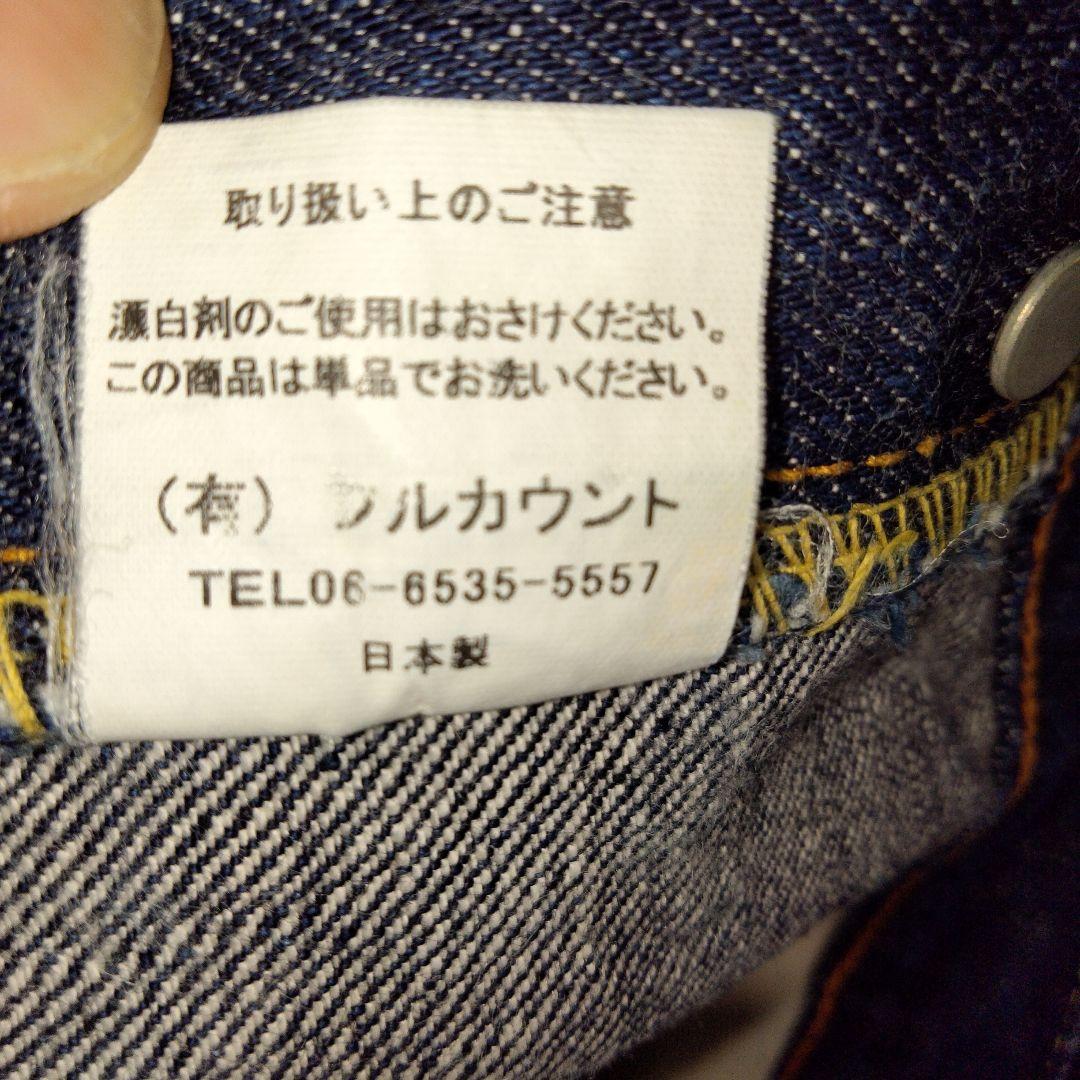 取り扱い上のご注意
漂白剤のご使用はおさけください。
この商品は単品でお洗いください。
(有) フルカウント
TEL06-6535-5557
日本製